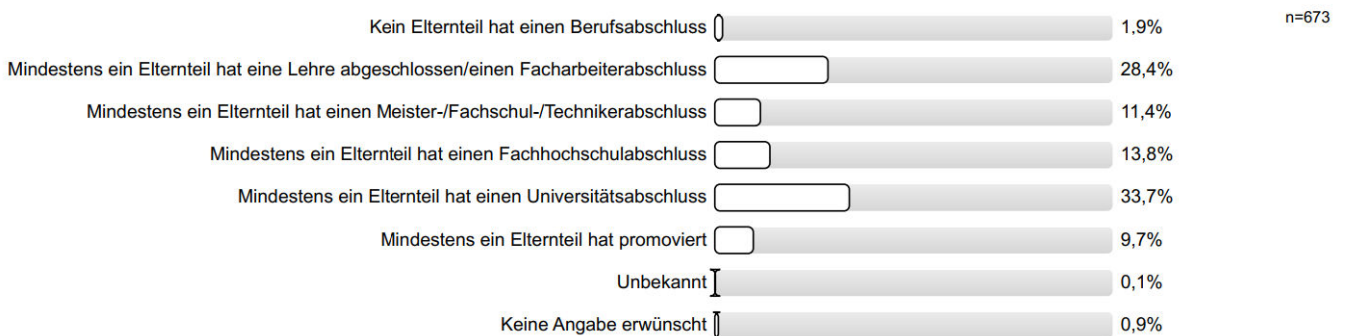 Kein Elternteil hat einen Berufsabschluss 1,9% n=673
Mindestens ein Elternteil hat eine Lehre abgeschlossen/einen Facharbeiterabschluss 28,4%
Mindestens ein Elternteil hat einen Meister-/Fachschul-/Technikerabschluss 11,4%
Mindestens ein Elternteil hat einen Fachhochschulabschluss 13,8%
Mindestens ein Elternteil hat einen Universitätsabschluss 33,7%
Mindestens ein Elternteil hat promoviert 9,7%
Unbekannt 0,1%
Keine Angabe erwünscht 0,9%